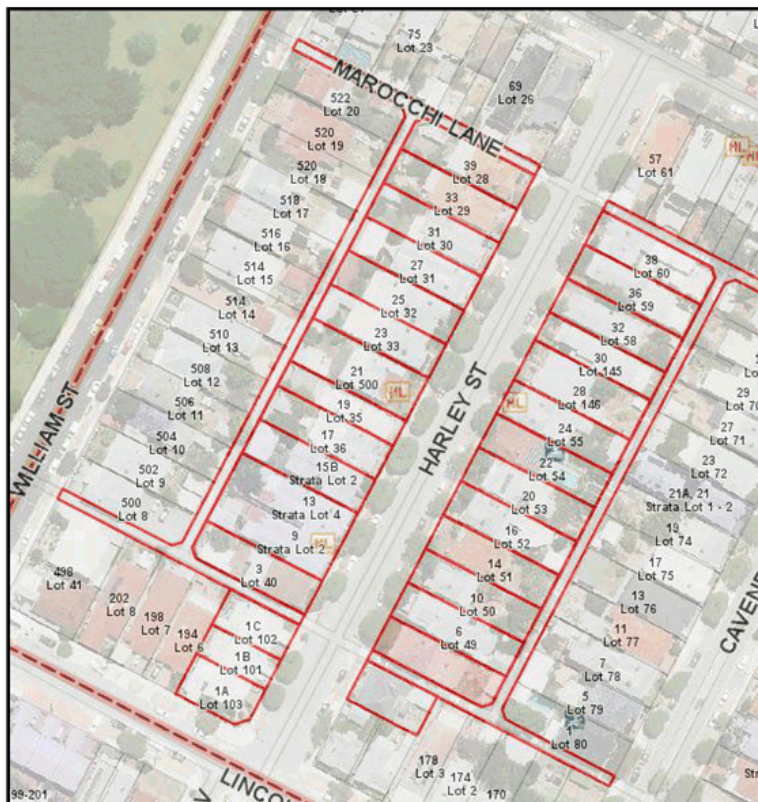 75
Lot 23
MAROCCHI LANE
69
Lot 26
522
Lot 20
520
Lot 19
520
Lot 18
518
Lot 17
516
Lot 16
514
Lot 15
514
Lot 14
510
Lot 13
508
Lot 12
506
Lot 11
504
Lot 10
502
Lot 9
500
Lot 8
WILLIAM ST
39
Lot 28
33
Lot 29
31
Lot 30
27
Lot 31
25
Lot 32
23
Lot 33
21
Lot 500
19
Lot 35
17
Lot 36
15B
Strata Lot 2
13
Strata Lot 4
9
Strata Lot 2
3
Lot 40
ML
ML
HARLEY ST
ML
57
Lot 61
ML
38
Lot 60
36
Lot 59
32
Lot 58
30
Lot 145
28
Lot 146
24
Lot 55
22
Lot 54
20
Lot 53
16
Lot 52
14
Lot 51
10
Lot 50
6
Lot 49
29
Lot 70
27
Lot 71
23
Lot 72
21A, 21
Strata Lot 1 - 2
19
Lot 74
17
Lot 75
13
Lot 76
11
Lot 77
7
Lot 78
5
Lot 79
1
Lot 80
CAVEN
498
Lot 41
202
Lot 8
198
Lot 7
194
Lot 6
1C
Lot 102
1B
Lot 101
1A
Lot 103
178
Lot 3
174
Lot 2
170
LINCO
99-201